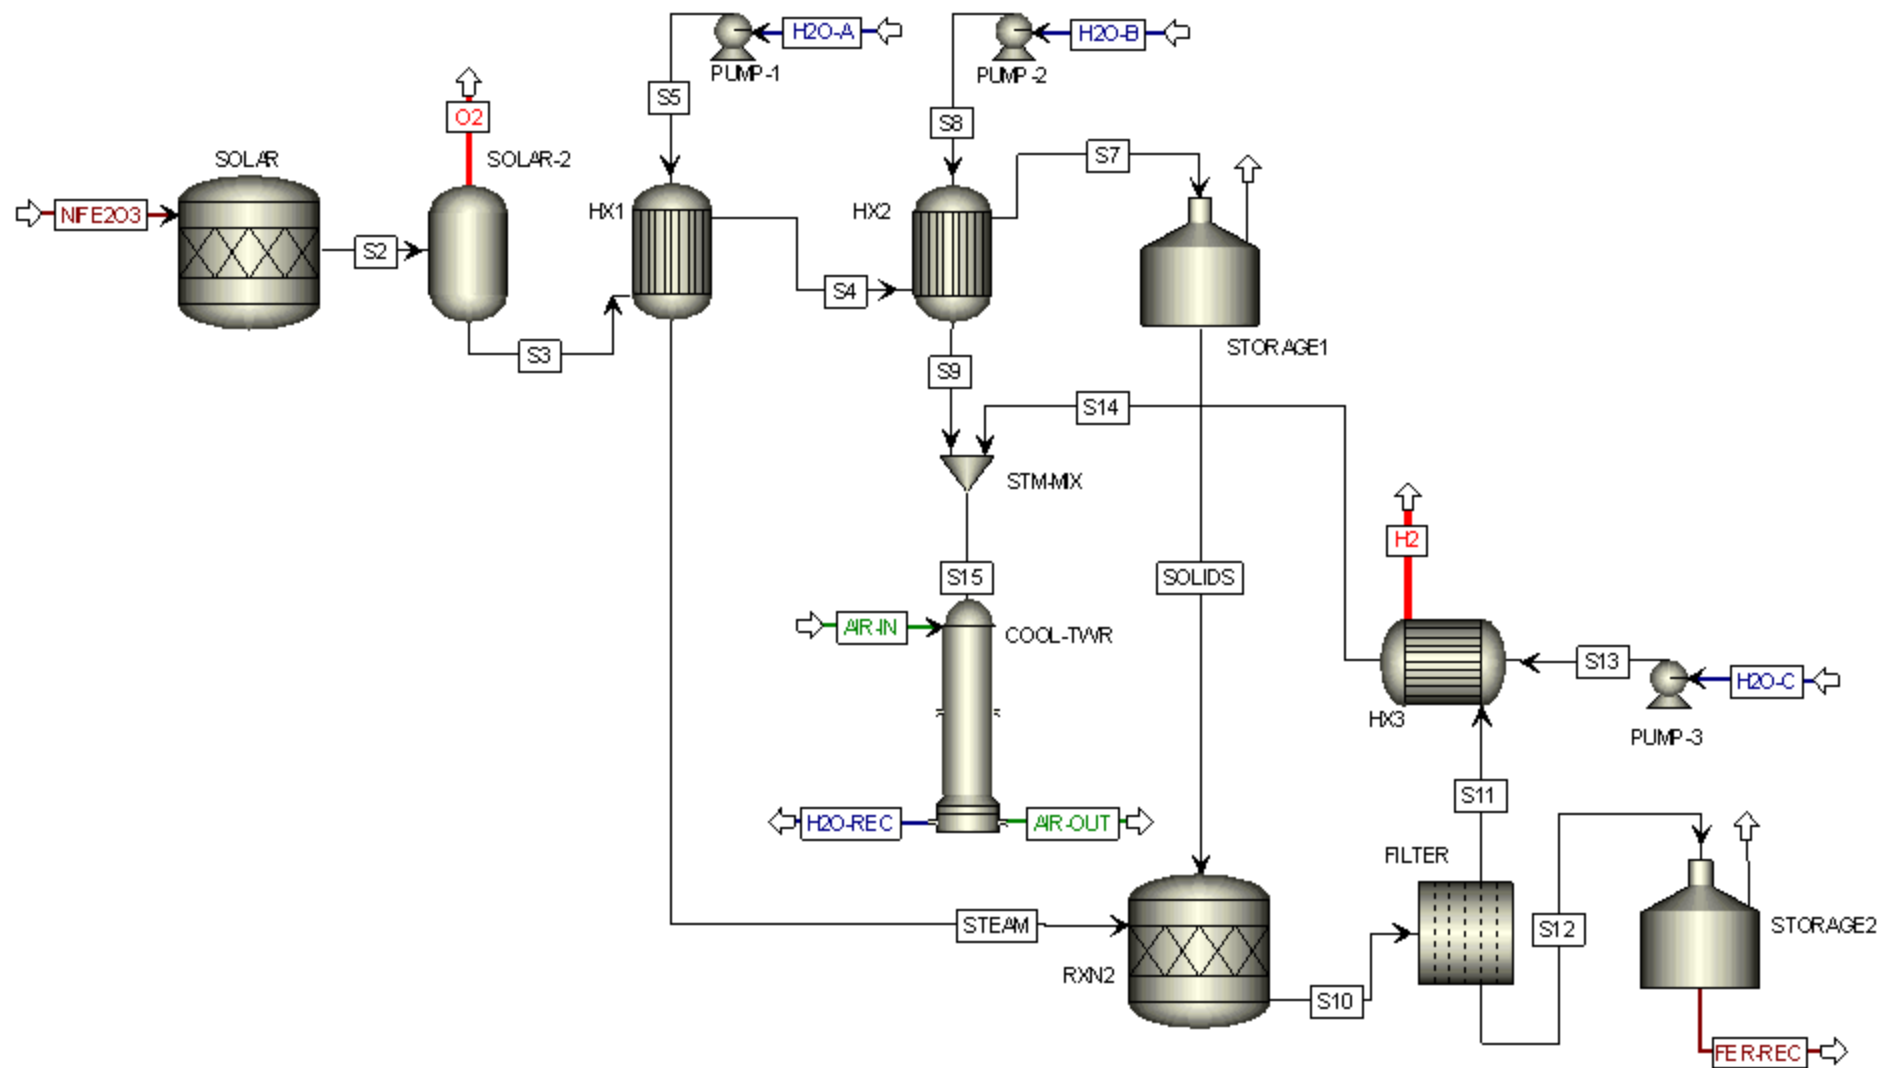 H2O-A
H2O-B
PUMP-1
PUMP-2
S5
O2
S8
SOLAR
SOLAR-2
S7
NIFE2O3
HX1
HX2
S2
S4
S3
STORAGE1
S9
S14
STM-MIX
H2
S15
SOLIDS
AIR-IN
COOL-TWR
S13
H2O-C
HX3
PUMP-3
S11
H2O-REC
AIR-OUT
FILTER
STEAM
S12
STORAGE2
RXN2
S10
FER-REC